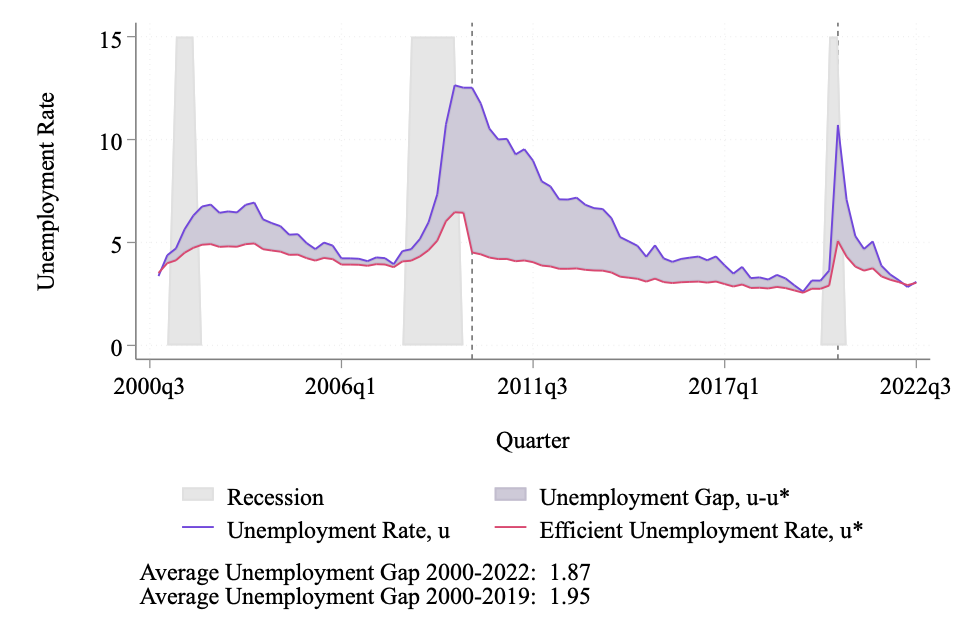 15
10
5
0
Unemployment Rate
2000q3 2006q1 2011q3 2017q1 2022q3
Quarter
Recession Unemployment Gap, u-u*
Unemployment Rate, u Efficient Unemployment Rate, u*
Average Unemployment Gap 2000-2022: 1.87
Average Unemployment Gap 2000-2019: 1.95